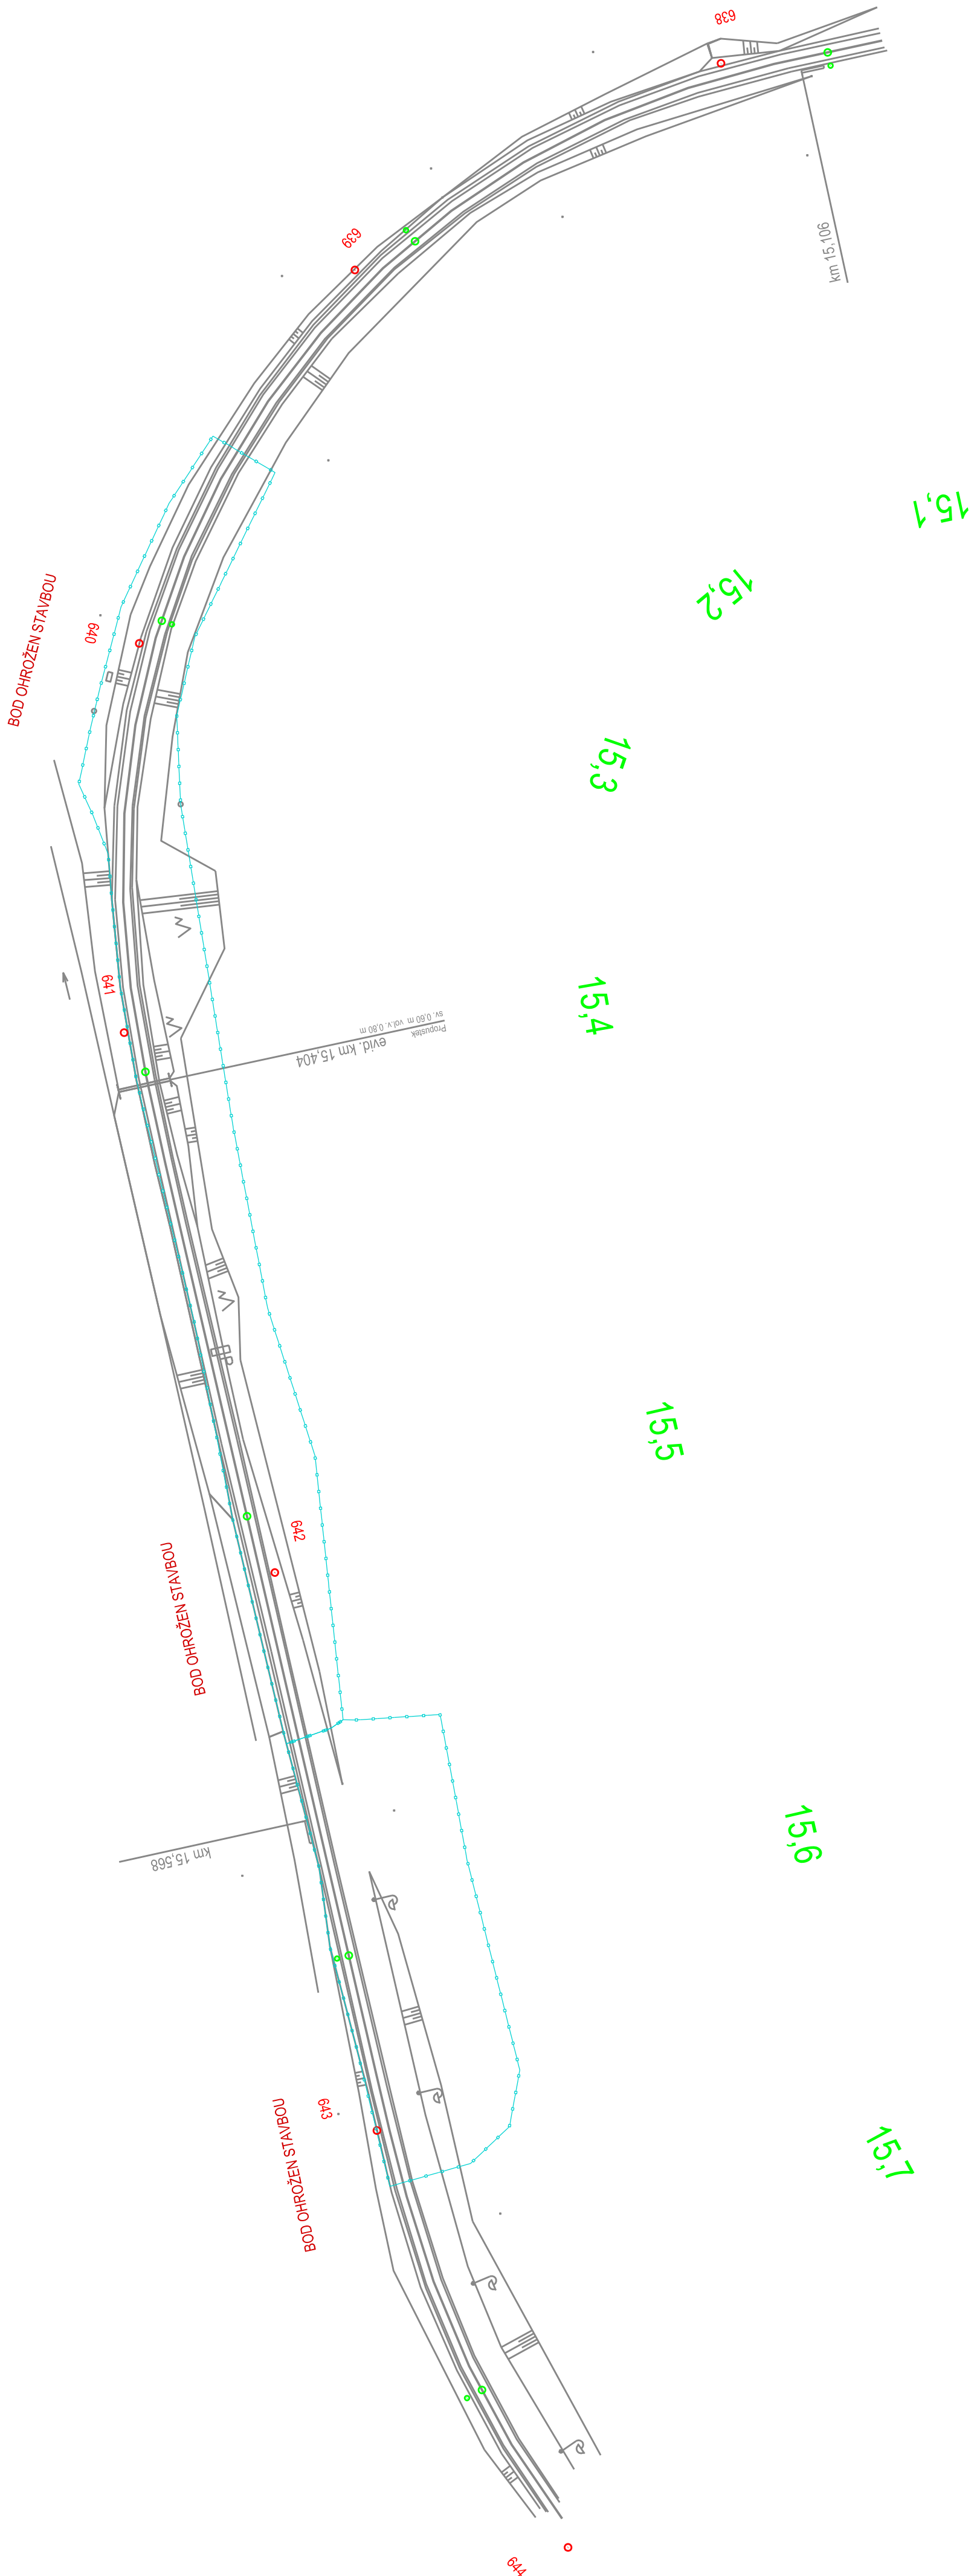 638
639
km 15,106
15,1
15,2
BOD OHROŽEN STAVBOU
640
15,3
641
15,4
Propustek
sv. 0,60 m vol.v. 0,80 m
evid. km 15,404
15,5
642
BOD OHROŽEN STAVBOU
15,6
km 15,568
643
BOD OHROŽEN STAVBOU
15,7
644